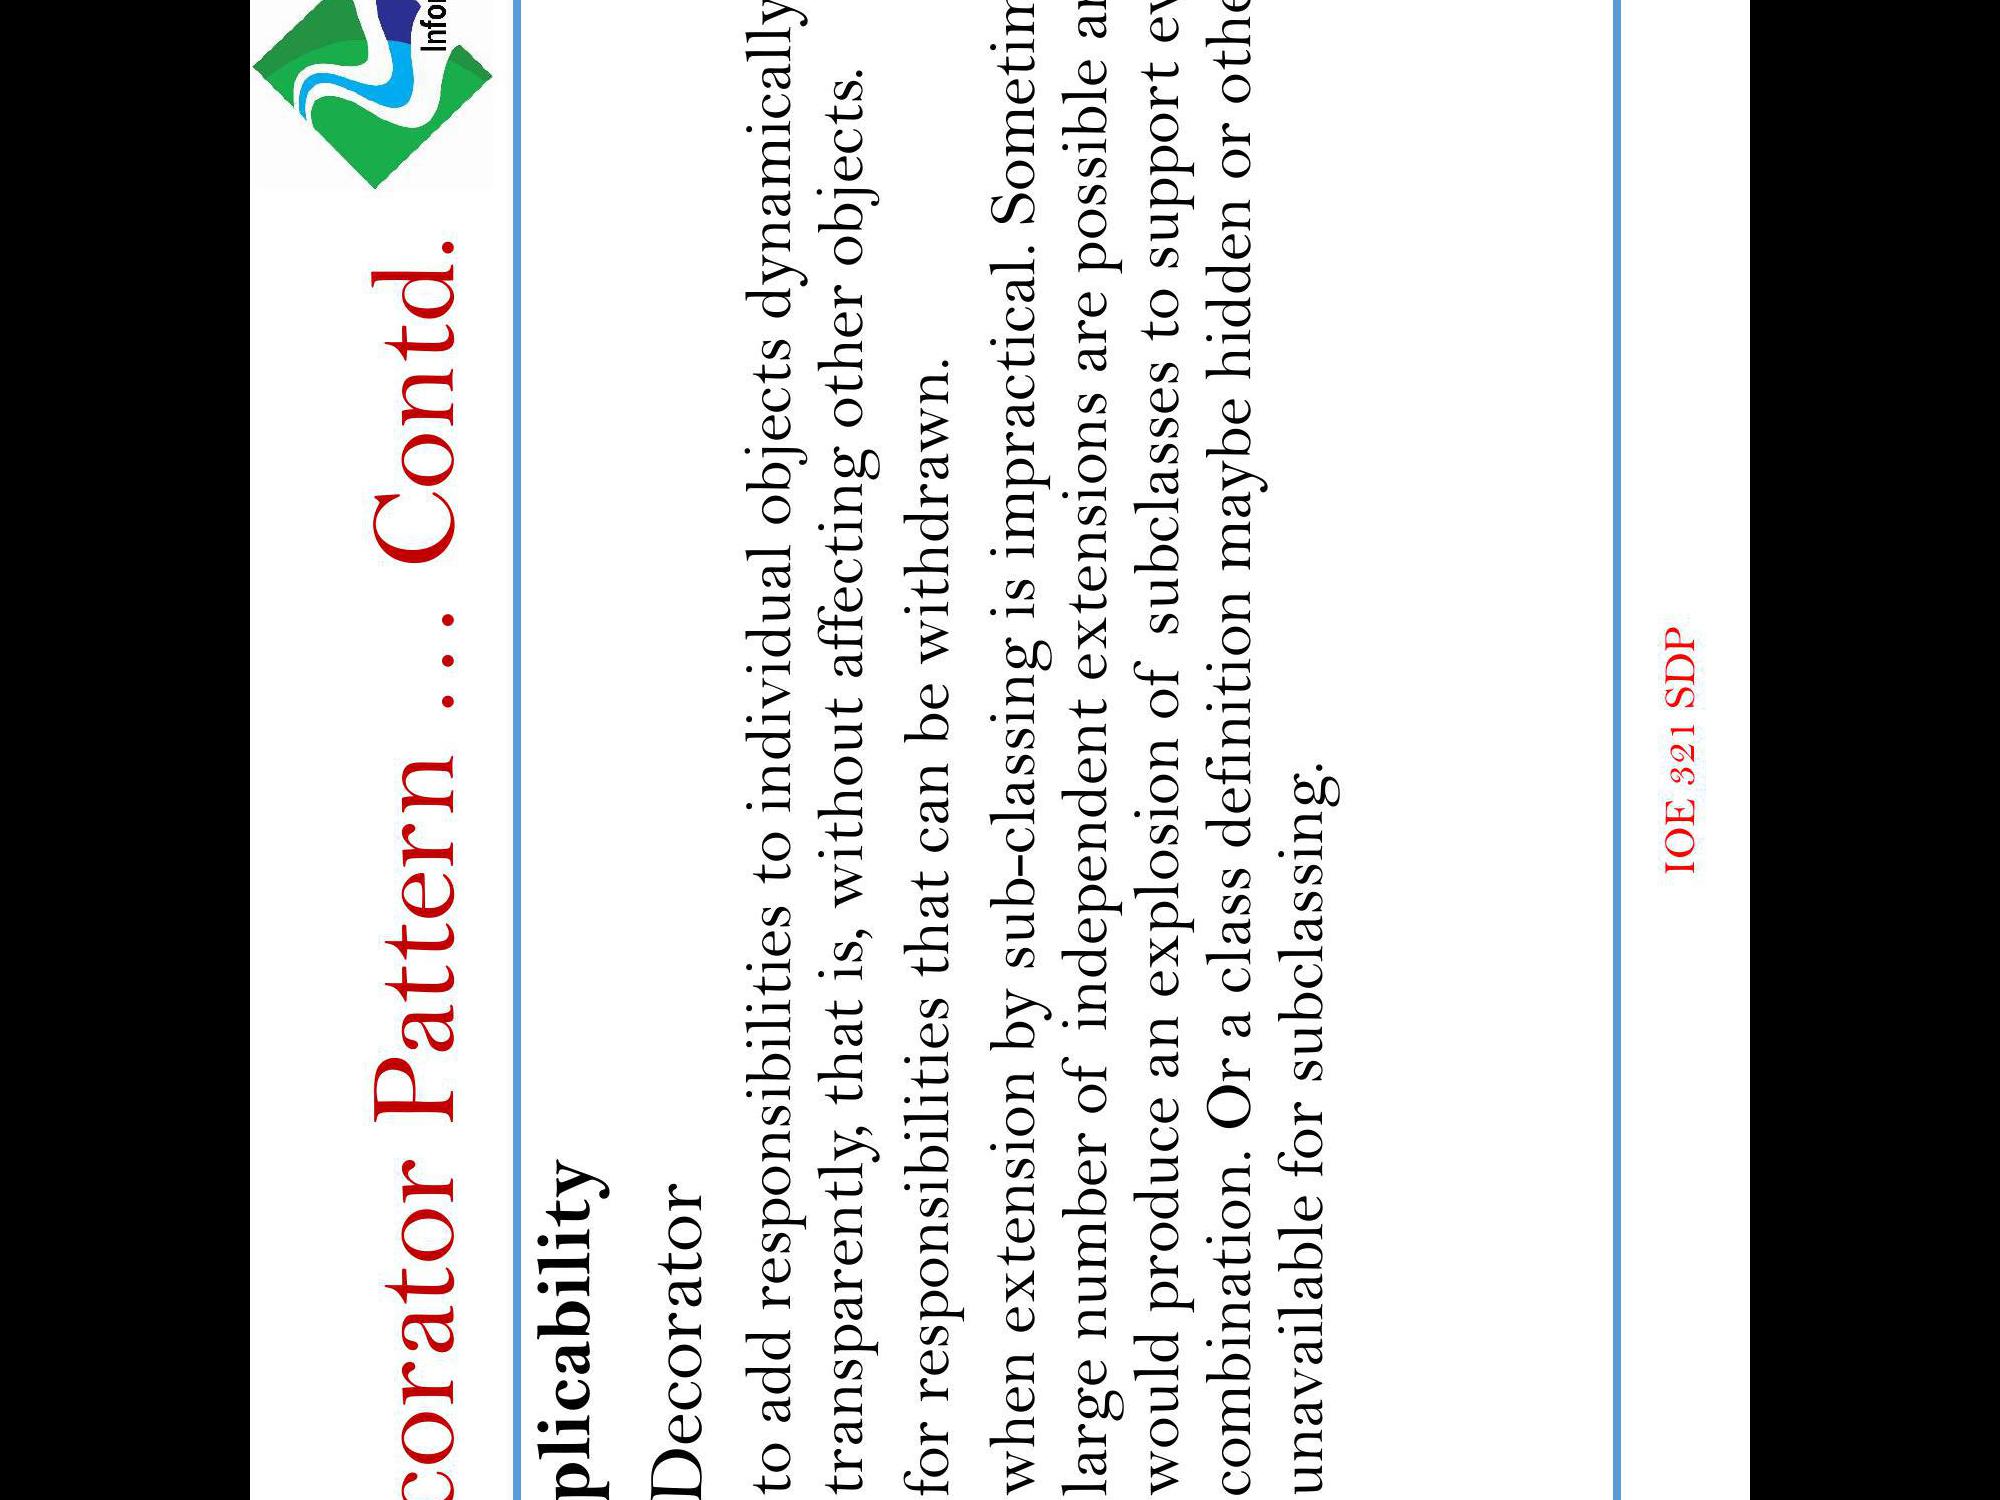 corator Pattern ... Contd.
Infor
plicability
Decorator
to add responsibilities to individual objects dynamically
transparently, that is, without affecting other objects.
for responsibilities that can be withdrawn.
when extension by sub-classing is impractical. Sometim
large number of independent extensions are possible an
would produce an explosion of subclasses to support ev
combination. Or a class definition maybe hidden or othe
unavailable for subclassing.
IOE 321 SDP